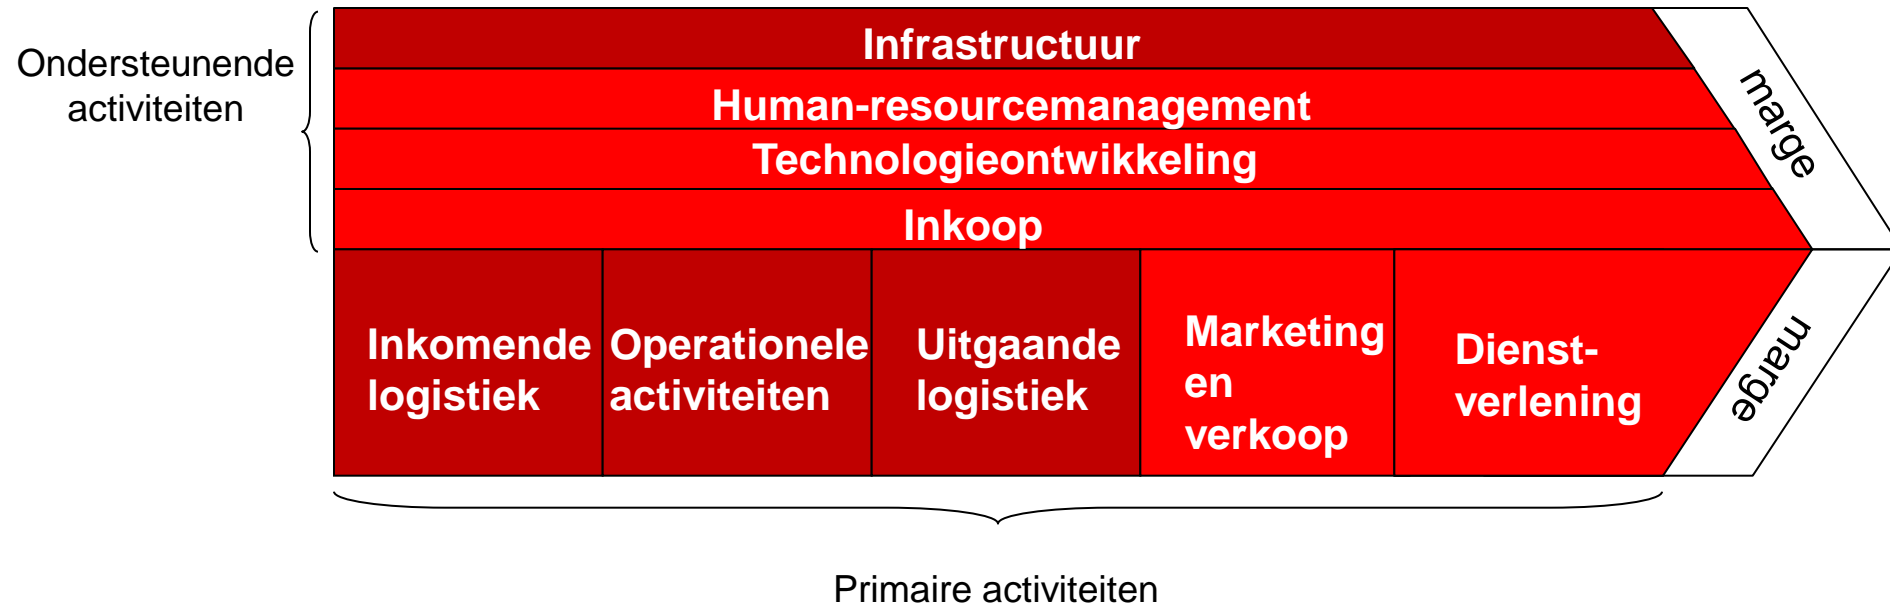 Ondersteunende
activiteiten
Infrastructuur
Human-resourcemanagement
Technologieontwikkeling
Inkoop
marge
Inkomende
logistiek
Operationele
activiteiten
Uitgaande
logistiek
Marketing
en
verkoop
Dienst-
verlening
marge
Primaire activiteiten